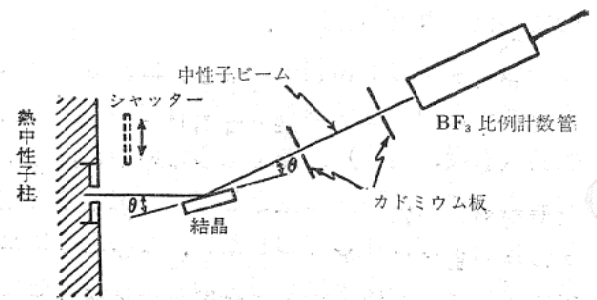 中性子ビーム
シャッター
熱中性子柱
BF₃ 比例計数管
θ
θ
カドミウム板
結晶